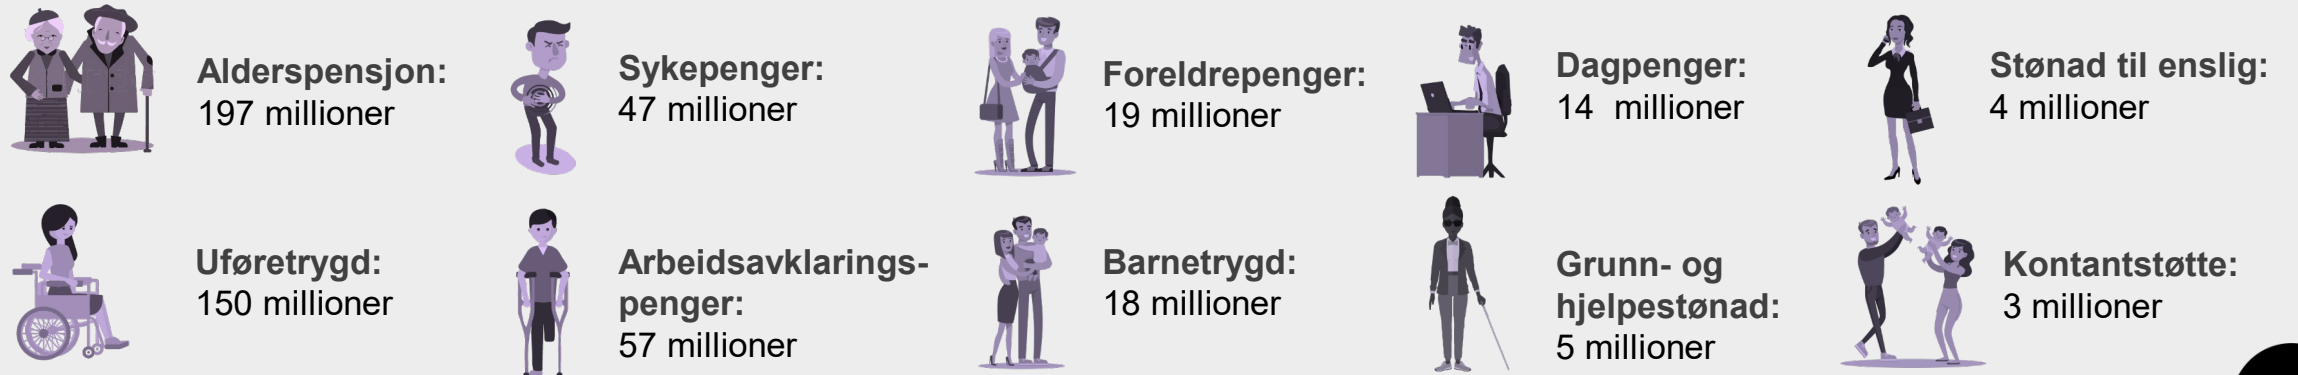 Alderspensjon:
197 millioner
Sykepenger:
47 millioner
Foreldrepenger:
19 millioner
Dagpenger:
14  millioner
Stønad til enslig:
4 millioner
Uføretrygd:
150 millioner
Arbeidsavklarings-
penger:
57 millioner
Barnetrygd:
18 millioner
Grunn- og
hjelpestønad:
5 millioner
Kontantstøtte:
3 millioner